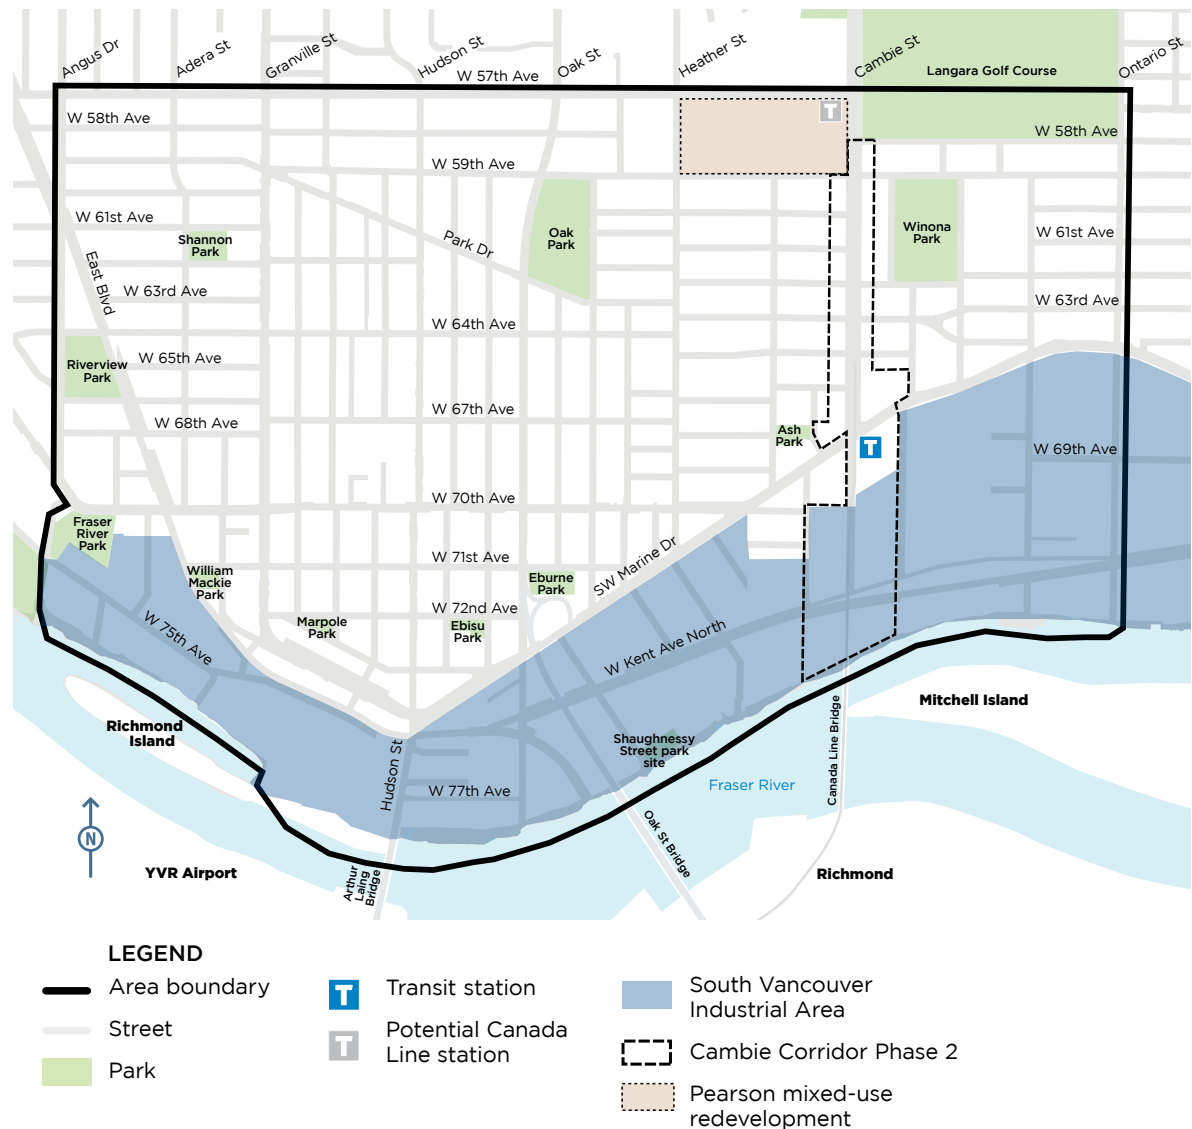 Angus Dr
Adera St
Granville St
Hudson St
Oak St
Heather St
Cambie St
Ontario St
W 57th Ave
Langara Golf Course
T
W 58th Ave
W 58th Ave
W 59th Ave
W 61st Ave
Shannon
Park
Park Dr
Oak
Park
Winona
Park
W 61st Ave
East Blvd
W 63rd Ave
W 63rd Ave
W 64th Ave
W 65th Ave
Riverview
Park
W 67th Ave
W 68th Ave
Ash
Park
T
W 69th Ave
W 70th Ave
Fraser
River
Park
W 71st Ave
SW Marine Dr
William
Mackie
Park
Eburne
Park
W 72nd Ave
Marpole
Park
Ebisu
Park
W 75th Ave
W Kent Ave North
Richmond
Island
Mitchell Island
Shaughnessy
Street park
site
Hudson St
Canada Line Bridge
Fraser River
W 77th Ave
Oak St Bridge
N
YVR Airport
Arthur
Laing
Bridge
Richmond
LEGEND
Area boundary
Street
Park
T
Transit station
T
Potential Canada
Line station
South Vancouver
Industrial Area
Cambie Corridor Phase 2
Pearson mixed-use
redevelopment